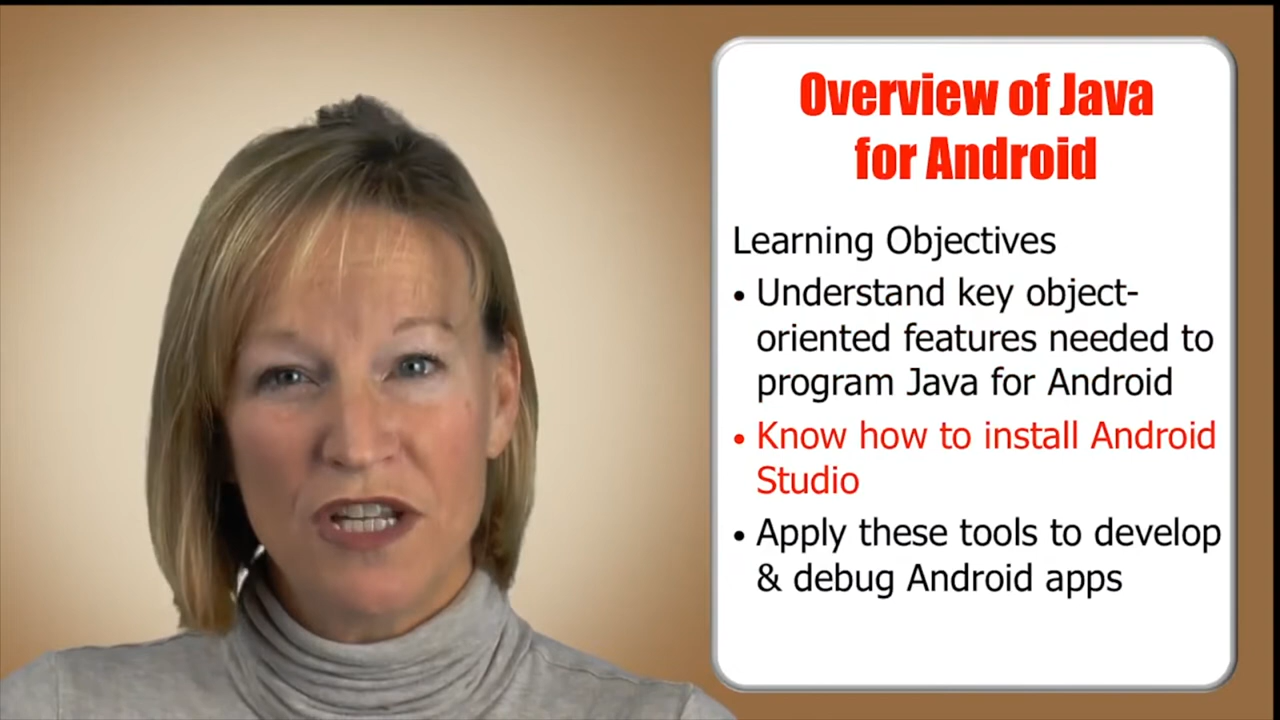 Overview of Java
for Android
Learning Objectives
• Understand key object-
oriented features needed to
program Java for Android
• Know how to install Android
Studio
• Apply these tools to develop
& debug Android apps